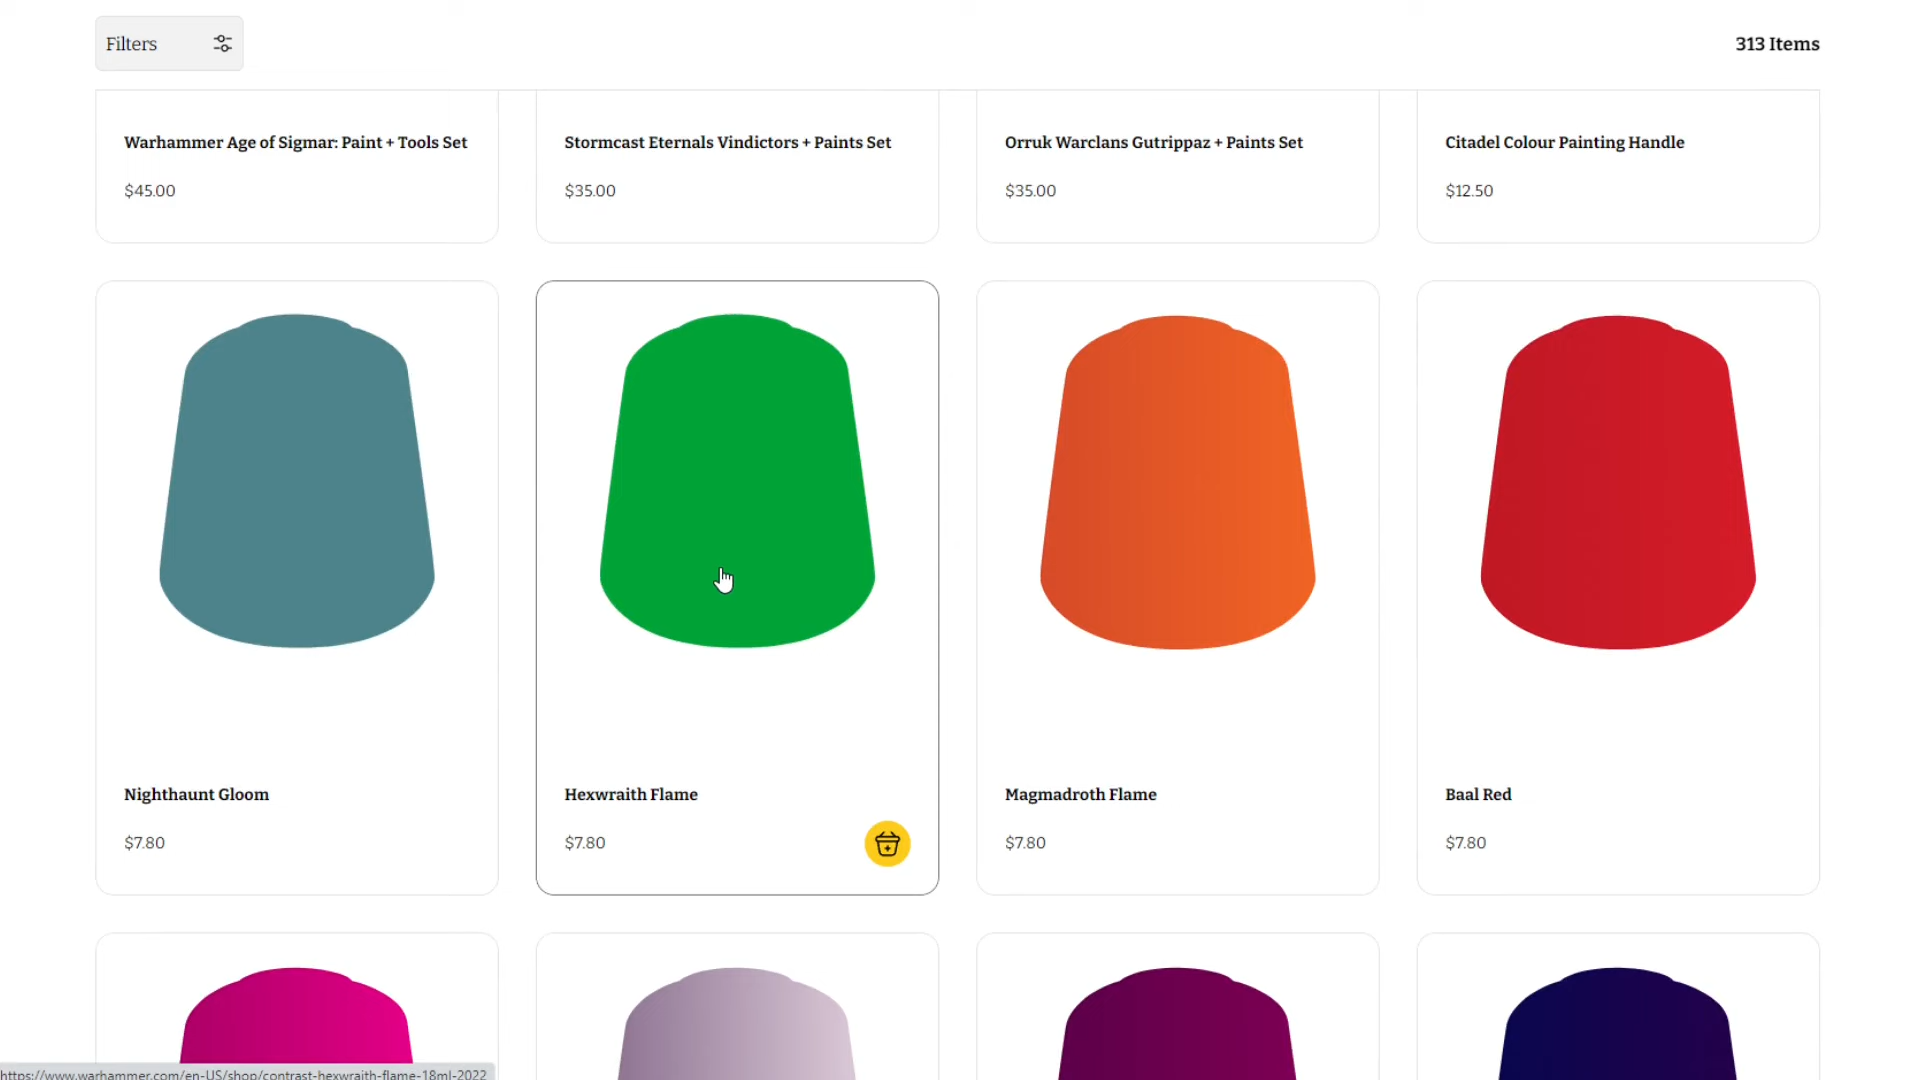 Filters
313 Items
Warhammer Age of Sigmar: Paint + Tools Set
Stormcast Eternals Vindictors + Paints Set
Orruk Warclans Gutrippaz + Paints Set
Citadel Colour Painting Handle
$45.00
$35.00
$35.00
$12.50
Nighthaunt Gloom
Hexwraith Flame
Magmadroth Flame
Baal Red
$7.80
$7.80
$7.80
$7.80
https://www.warhammer.com/en-US/shop/contrast-hexwraith-flame-18ml-2022